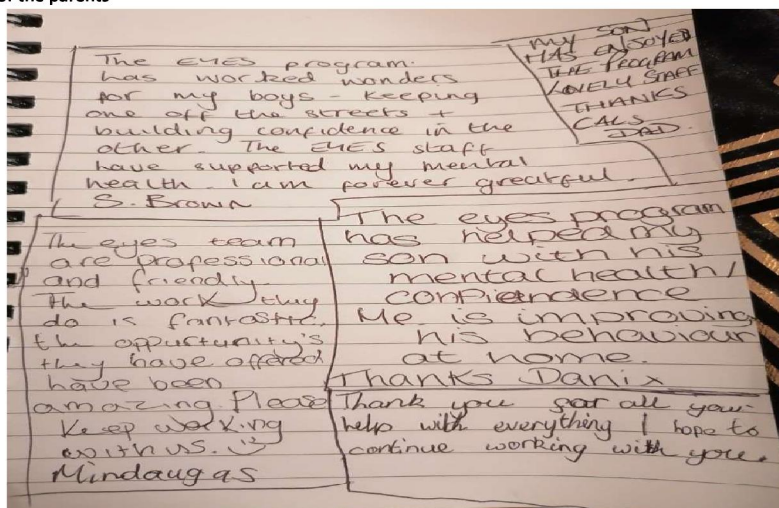 of the parents
The EYES program.
has worked wonders
for my boys - keeping
one off the streets +
building confidence in the
other. The EYES staff
have supported my mental
health. I am forever greatful.
S. Brown
MY SON
HAS ENJOYED
THE PROGRAM
LOVELY STAFF
THANKS
CALS
DAD.
The eyes team
are professional
and friendly.
The work they
do is fantastic.
the oppurtunity's
they have offered
have been
amazing. Please
Keep working
with us.
Mindaugas
The eyes program
has helped my
son with his
mental health/
Me is improving
his behaviour
at home.
Thanks Dani x
Thank you for all your
help with everything I hope to
continue working with you.